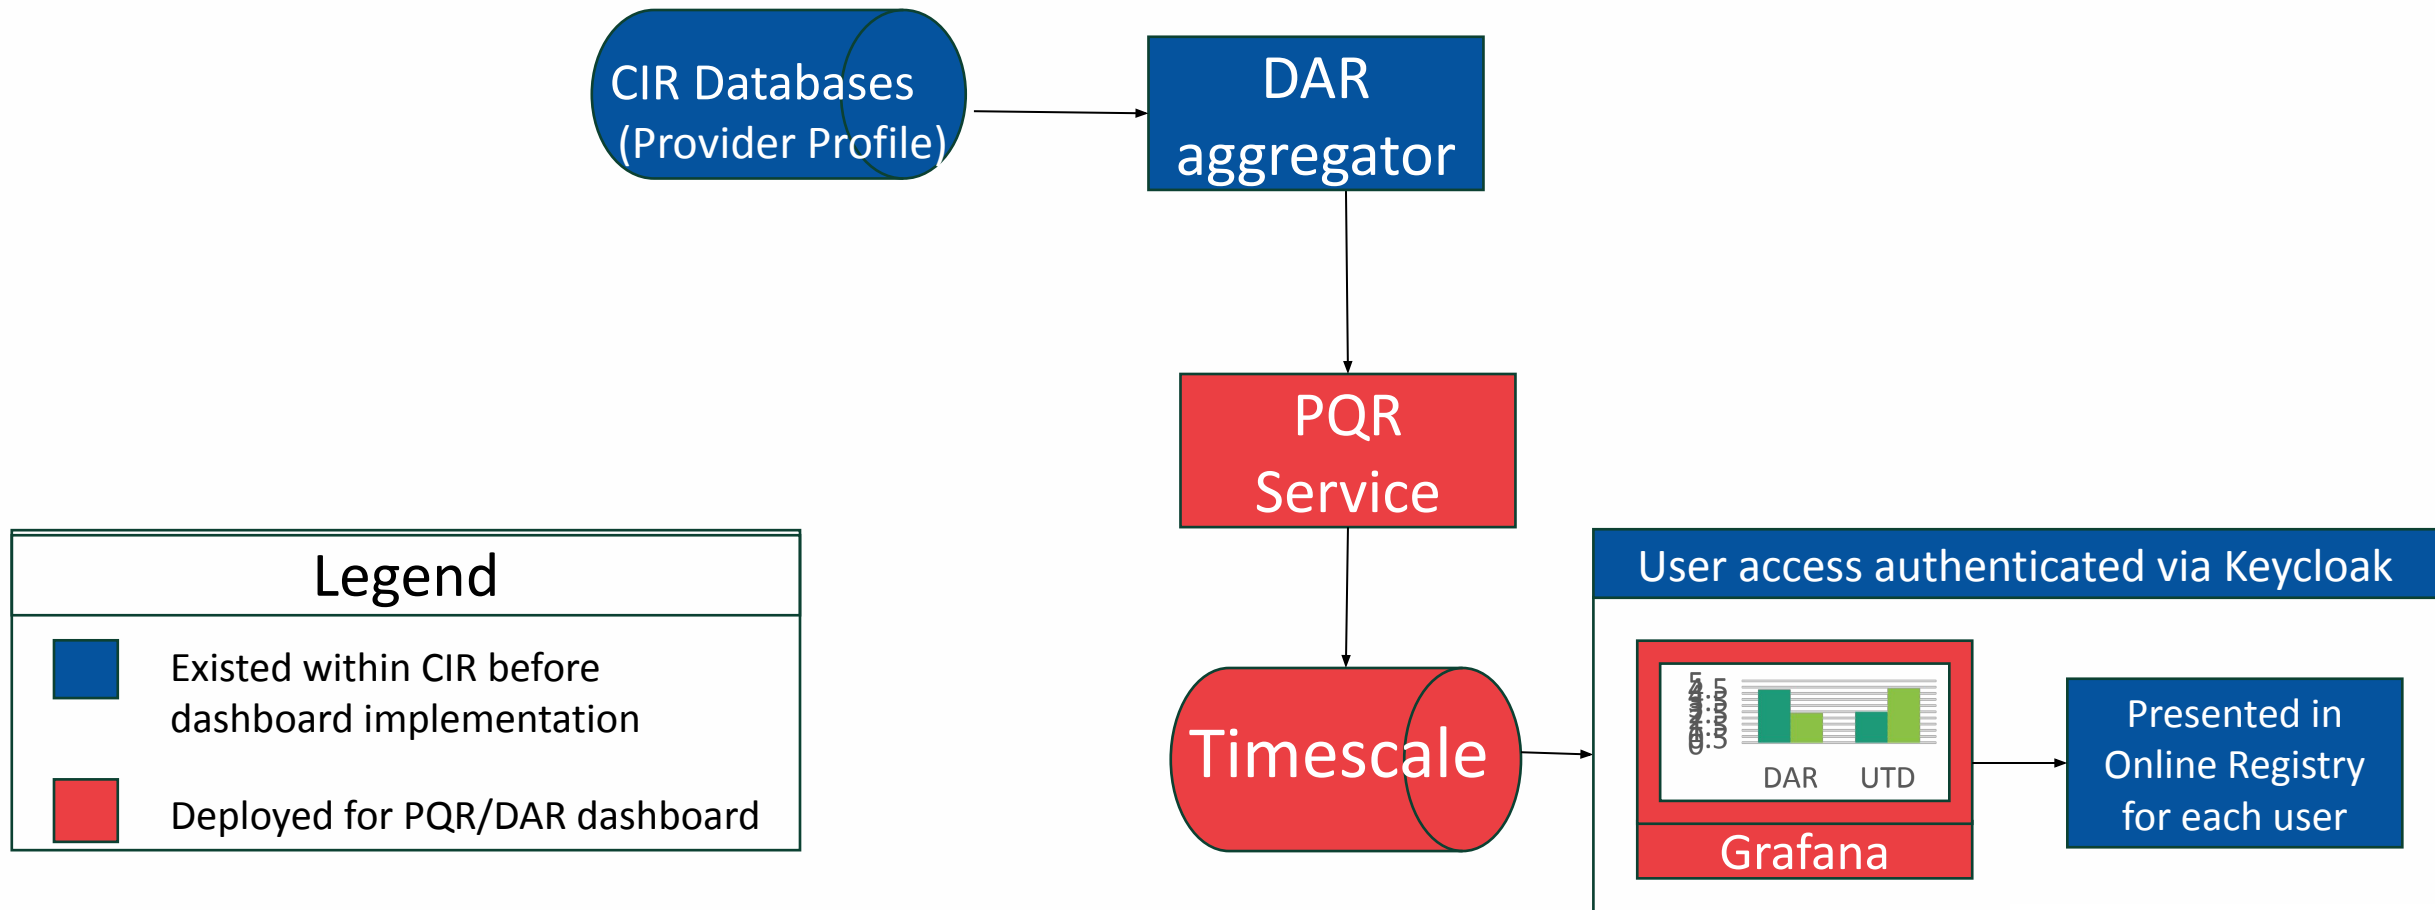 CIR Databases
(Provider Profile)
DAR
aggregator
PQR
Service
Legend
Existed within CIR before
dashboard implementation
Deployed for PQR/DAR dashboard
Timescale
User access authenticated via Keycloak
DAR UTD
Grafana
Presented in
Online Registry
for each user